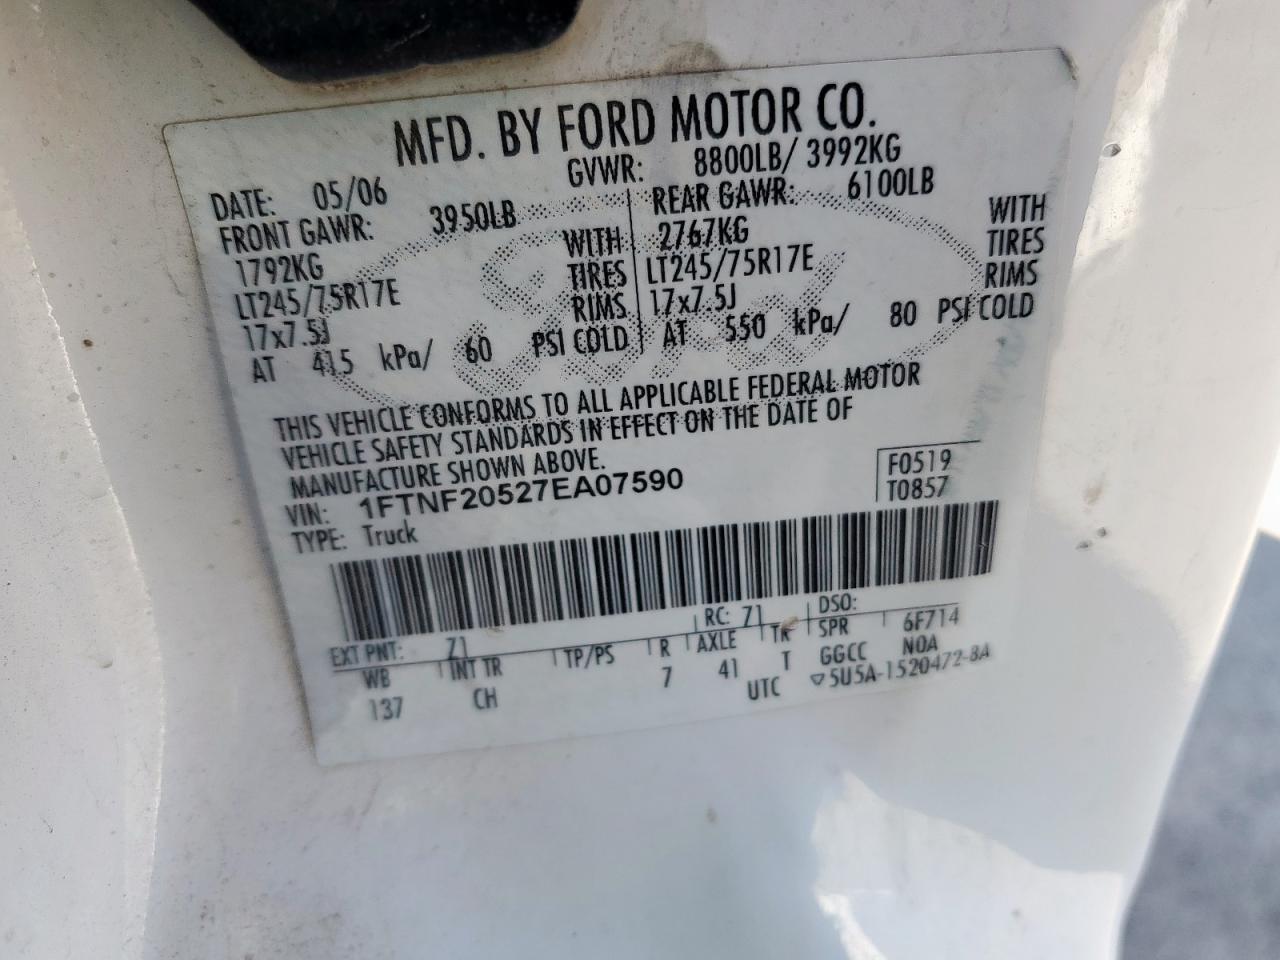 MFD. BY FORD MOTOR CO.
DATE: 05/06 GVWR: 8800LB/ 3992KG
FRONT GAWR: 3950LB REAR GAWR: 6100LB
1792KG WITH 2767KG WITH
LT245/75R17E TIRES LT245/75R17E TIRES
17x7.5J RIMS 17x7.5J RIMS
AT 415 kPa/ 60 PSI COLD AT 550 kPa/ 80 PSI COLD
THIS VEHICLE CONFORMS TO ALL APPLICABLE FEDERAL MOTOR
VEHICLE SAFETY STANDARDS IN EFFECT ON THE DATE OF
MANUFACTURE SHOWN ABOVE.
VIN: 1FTNF20527EA07590 F0519
TYPE: Truck T0857
EXT PNT: 71 RC: 71 DSO:
WB INT TR TP/PS R AXLE TR SPR 6F714
137 CH 7 41 T GGCC NOA
UTC ▽5U5A-1520472-BA